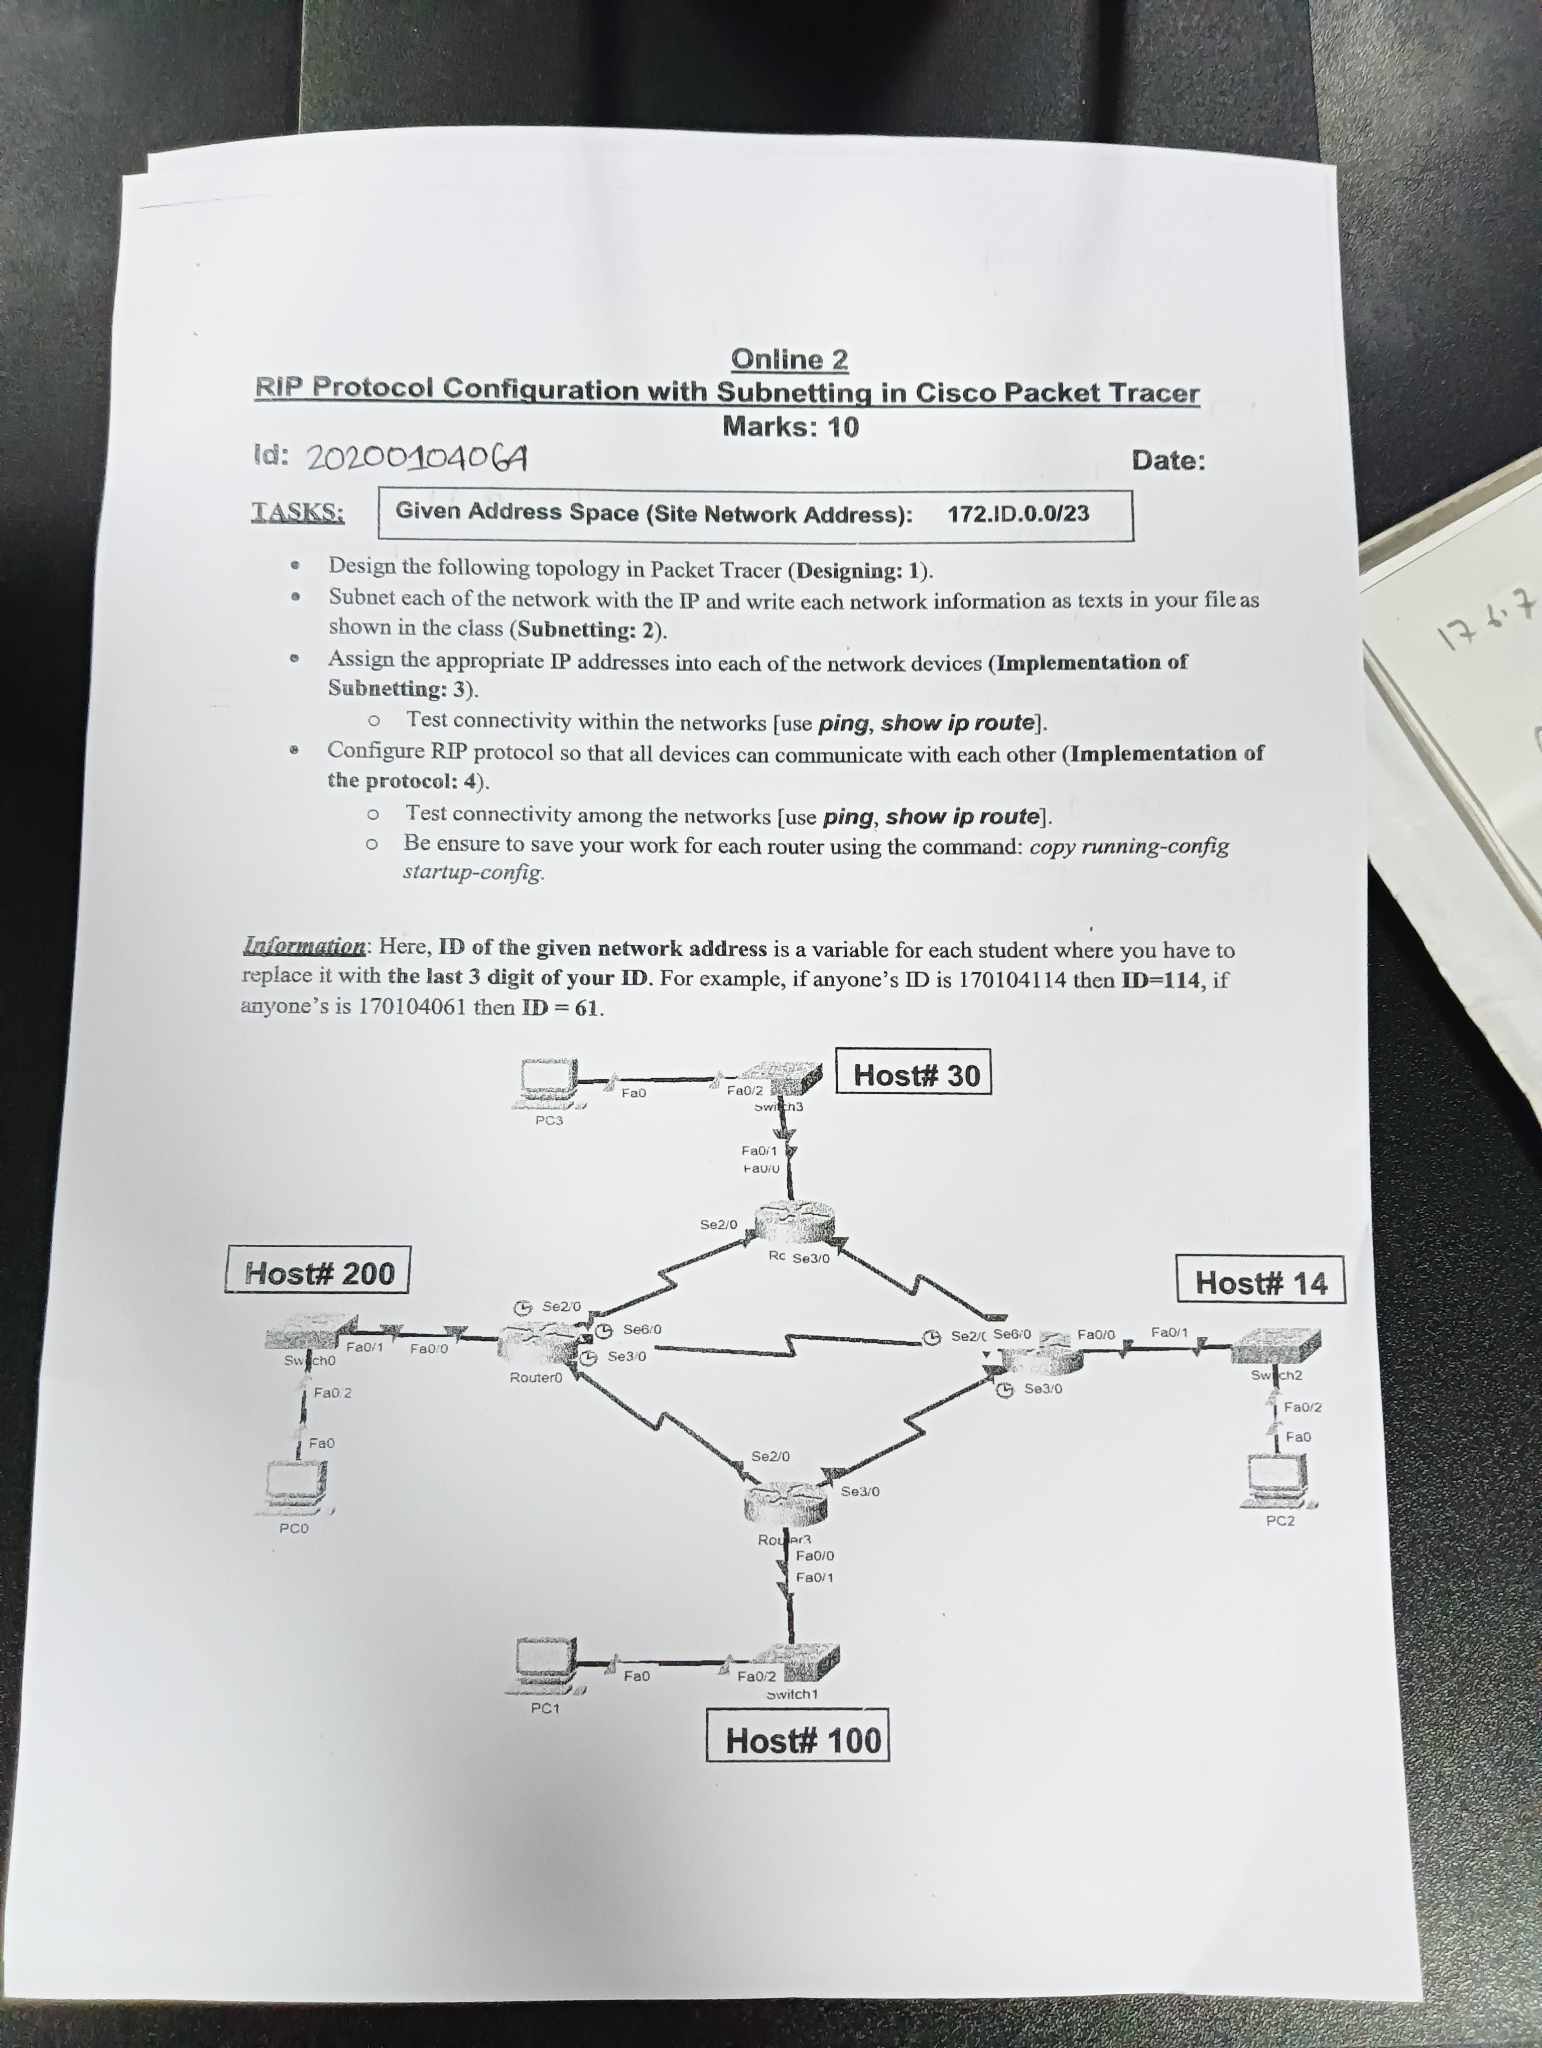 Online 2
RIP Protocol Configuration with Subnetting in Cisco Packet Tracer
Marks: 10
Id: 20200104064
Date:
TASKS:
Given Address Space (Site Network Address): 172.ID.0.0/23
• Design the following topology in Packet Tracer (Designing: 1).
• Subnet each of the network with the IP and write each network information as texts in your file as
shown in the class (Subnetting: 2).
• Assign the appropriate IP addresses into each of the network devices (Implementation of
Subnetting: 3).
o Test connectivity within the networks [use ping, show ip route].
• Configure RIP protocol so that all devices can communicate with each other (Implementation of
the protocol: 4).
o Test connectivity among the networks [use ping, show ip route].
o Be ensure to save your work for each router using the command: copy running-config
startup-config.
Information: Here, ID of the given network address is a variable for each student where you have to
replace it with the last 3 digit of your ID. For example, if anyone's ID is 170104114 then ID=114, if
anyone's is 170104061 then ID = 61.
Host# 30
Fa0
Fa0/2
Switch3
PC3
Fa0/1
Fa0/0
Se2/0
Se3/0
Host# 200
Host# 14
Se2/0
Se6/0
Se3/0
Fa0/1
Fa0/0
Switch0
Router0
Fa0/2
Fa0
PC0
Se2/
Se6/0
Fa0/0
Fa0/1
Se3/0
Switch2
Fa0/2
Fa0
PC2
Se2/0
Se3/0
Router3
Fa0/0
Fa0/1
Fa0
Fa0/2
Switch1
PC1
Host# 100